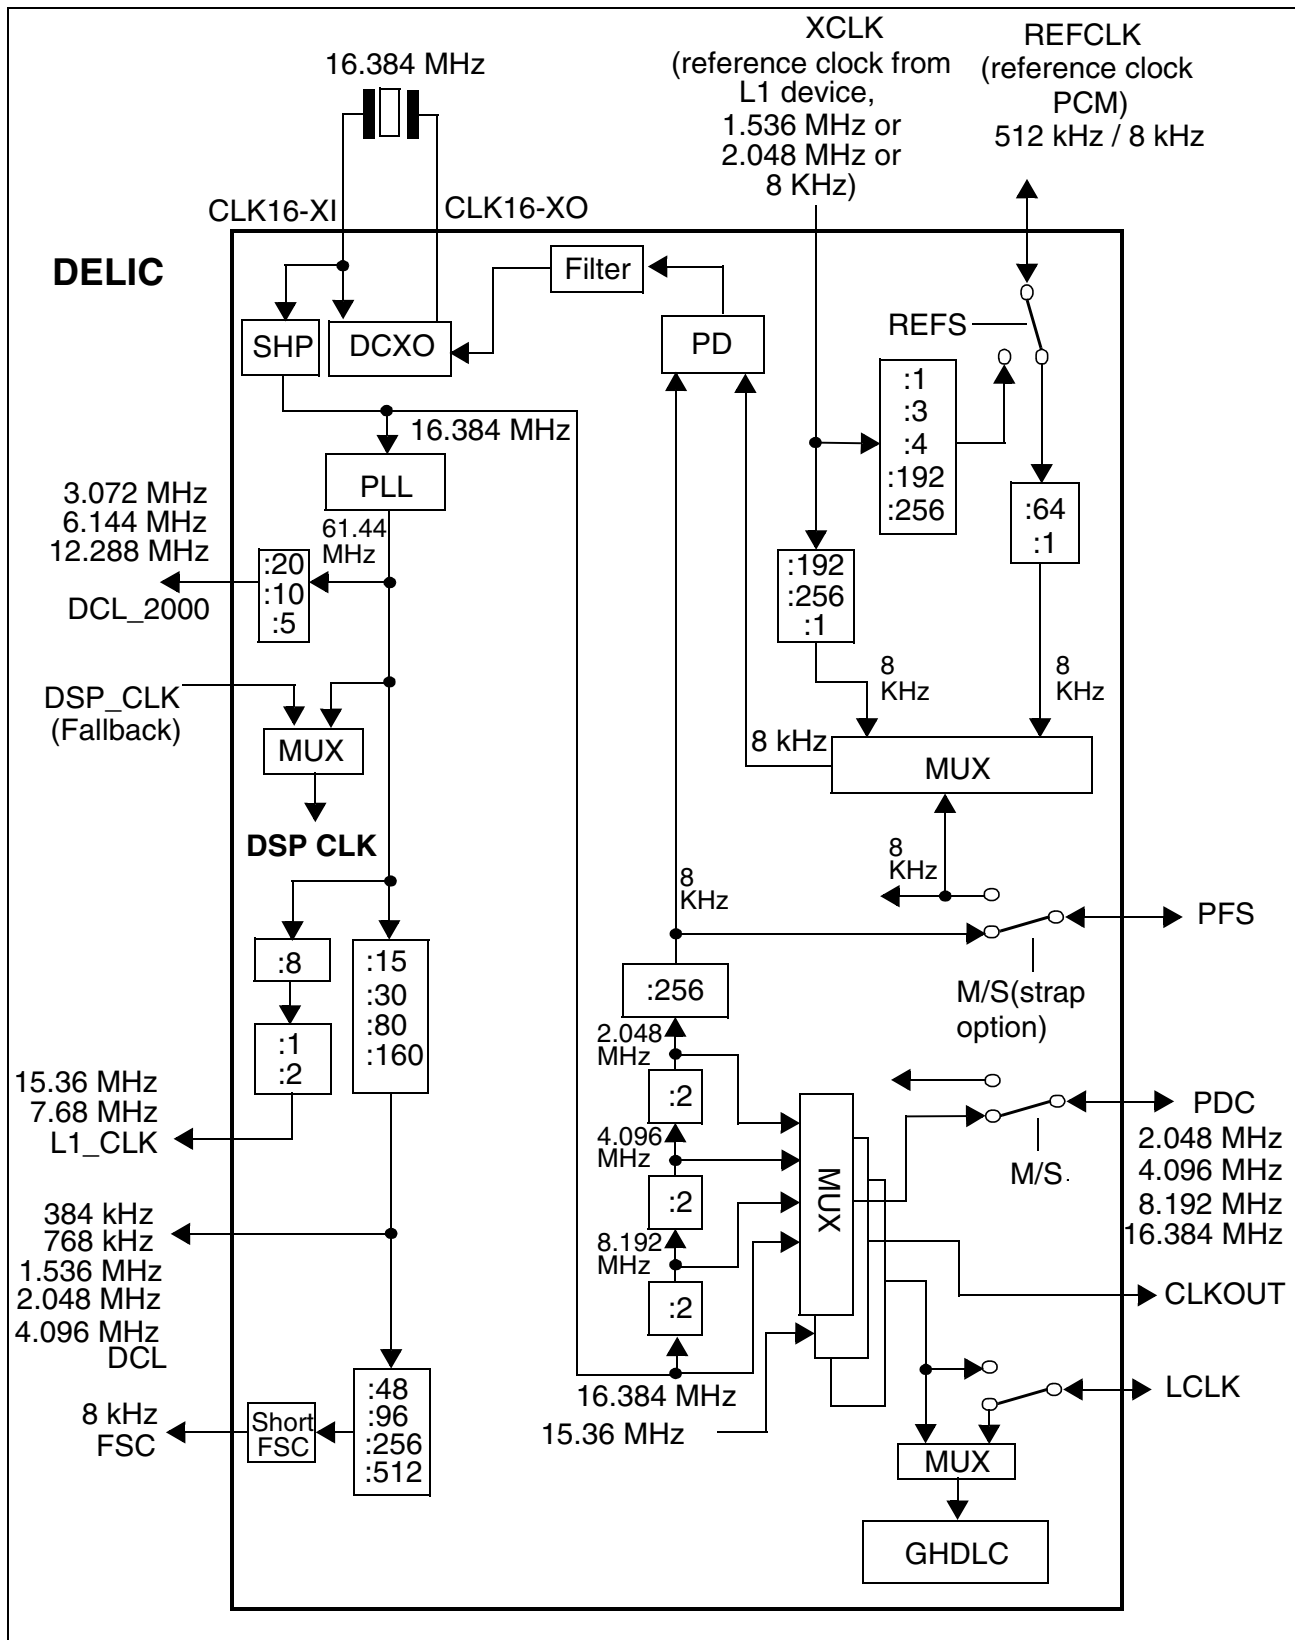 16.384 MHz
XCLK
(reference clock from
L1 device,
1.536 MHz or
2.048 MHz or
8 KHz)
REFCLK
(reference clock
PCM)
512 kHz / 8 kHz
CLK16-XI
CLK16-XO
DELIC
Filter
SHP
DCXO
PD
REFS
:1
:3
:4
:192
:256
16.384 MHz
PLL
3.072 MHz
6.144 MHz
12.288 MHz
DCL_2000
61.44
MHz
:20
:10
:5
:64
:1
:192
:256
:1
8
KHz
8
KHz
DSP_CLK
(Fallback)
MUX
8 kHz
MUX
DSP CLK
8
KHz
8
KHz
PFS
M/S(strap
option)
:8
:15
:30
:80
:160
:256
:1
:2
2.048
MHz
:2
4.096
MHz
:2
8.192
MHz
:2
MUX
15.36 MHz
7.68 MHz
L1_CLK
M/S.
PDC
2.048 MHz
4.096 MHz
8.192 MHz
16.384 MHz
384 kHz
768 kHz
1.536 MHz
2.048 MHz
4.096 MHz
DCL
CLKOUT
16.384 MHz
15.36 MHz
LCLK
:48
:96
:256
:512
8 kHz
FSC
Short
FSC
MUX
GHDLC